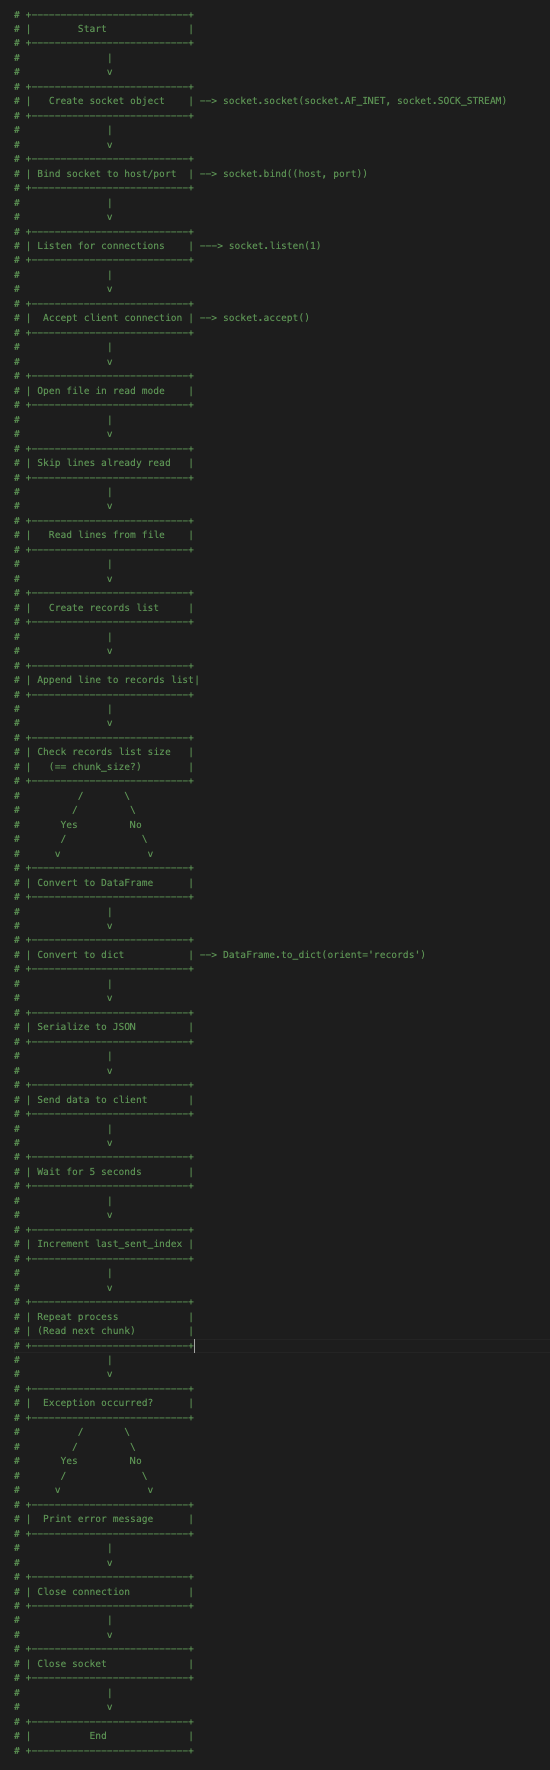 # +---------------------------+
# |        Start              |
# +---------------------------+
#               |
#               v
# +---------------------------+
# |   Create socket object    | --> socket.socket(socket.AF_INET, socket.SOCK_STREAM)
# +---------------------------+
#               |
#               v
# +---------------------------+
# | Bind socket to host/port  | --> socket.bind((host, port))
# +---------------------------+
#               |
#               v
# +---------------------------+
# | Listen for connections    | ---> socket.listen(1)
# +---------------------------+
#               |
#               v
# +---------------------------+
# |  Accept client connection | --> socket.accept()
# +---------------------------+
#               |
#               v
# +---------------------------+
# | Open file in read mode    |
# +---------------------------+
#               |
#               v
# +---------------------------+
# | Skip lines already read   |
# +---------------------------+
#               |
#               v
# +---------------------------+
# |   Read lines from file    |
# +---------------------------+
#               |
#               v
# +---------------------------+
# |   Create records list     |
# +---------------------------+
#               |
#               v
# +---------------------------+
# | Append line to records list|
# +---------------------------+
#               |
#               v
# +---------------------------+
# | Check records list size   |
# |   (== chunk_size?)        |
# +---------------------------+
#          /       \
#         /         \
#       Yes         No
#       /             \
#      v               v
# +---------------------------+
# | Convert to DataFrame      |
# +---------------------------+
#               |
#               v
# +---------------------------+
# | Convert to dict           | --> DataFrame.to_dict(orient='records')
# +---------------------------+
#               |
#               v
# +---------------------------+
# | Serialize to JSON         |
# +---------------------------+
#               |
#               v
# +---------------------------+
# | Send data to client       |
# +---------------------------+
#               |
#               v
# +---------------------------+
# | Wait for 5 seconds        |
# +---------------------------+
#               |
#               v
# +---------------------------+
# | Increment last_sent_index |
# +---------------------------+
#               |
#               v
# +---------------------------+
# | Repeat process            |
# | (Read next chunk)         |
# +---------------------------+
#               |
#               v
# +---------------------------+
# |  Exception occurred?      |
# +---------------------------+
#          /       \
#         /         \
#       Yes         No
#       /             \
#      v               v
# +---------------------------+
# |  Print error message      |
# +---------------------------+
#               |
#               v
# +---------------------------+
# | Close connection          |
# +---------------------------+
#               |
#               v
# +---------------------------+
# | Close socket              |
# +---------------------------+
#               |
#               v
# +---------------------------+
# |          End              |
# +---------------------------+